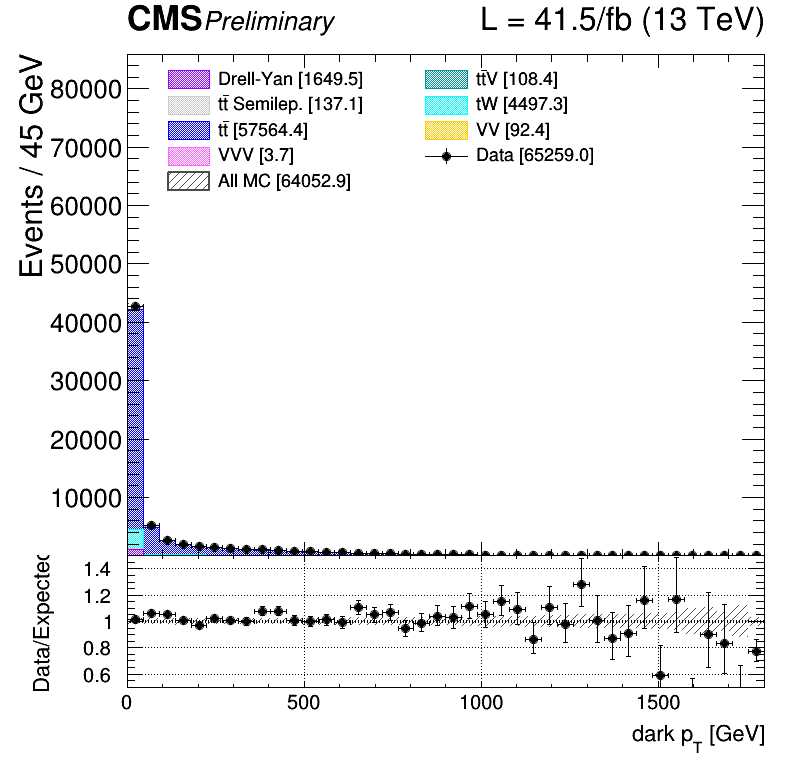 CMS Preliminary L = 41.5/fb (13 TeV)
Events / 45 GeV
80000
70000
60000
50000
40000
30000
20000
10000
Drell-Yan [1649.5]
tt̄ Semilep. [137.1]
tt̄ [57564.4]
VVV [3.7]
All MC [64052.9]
tt̄V [108.4]
tW [4497.3]
VV [92.4]
Data [65259.0]
Data/Expected
1.4
1.2
1
0.8
0.6
0 500 1000 1500
dark p_T [GeV]